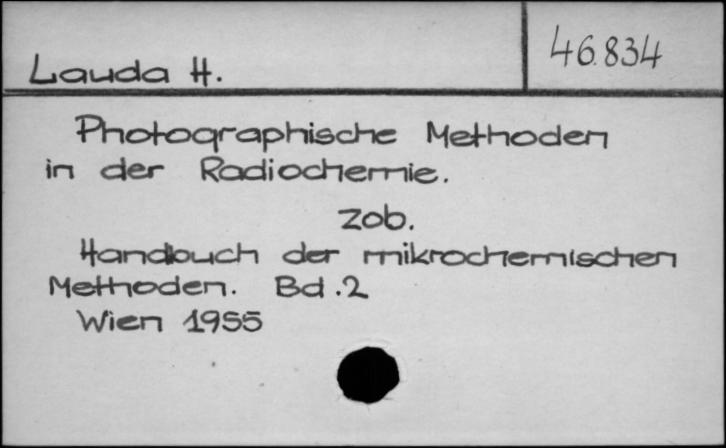 Lauda H.
46.834
Photographische Methoden
in der Radiochemie.
zob.
Handbuch der mikrochemischen
Methoden. Bd.2
Wien 1955